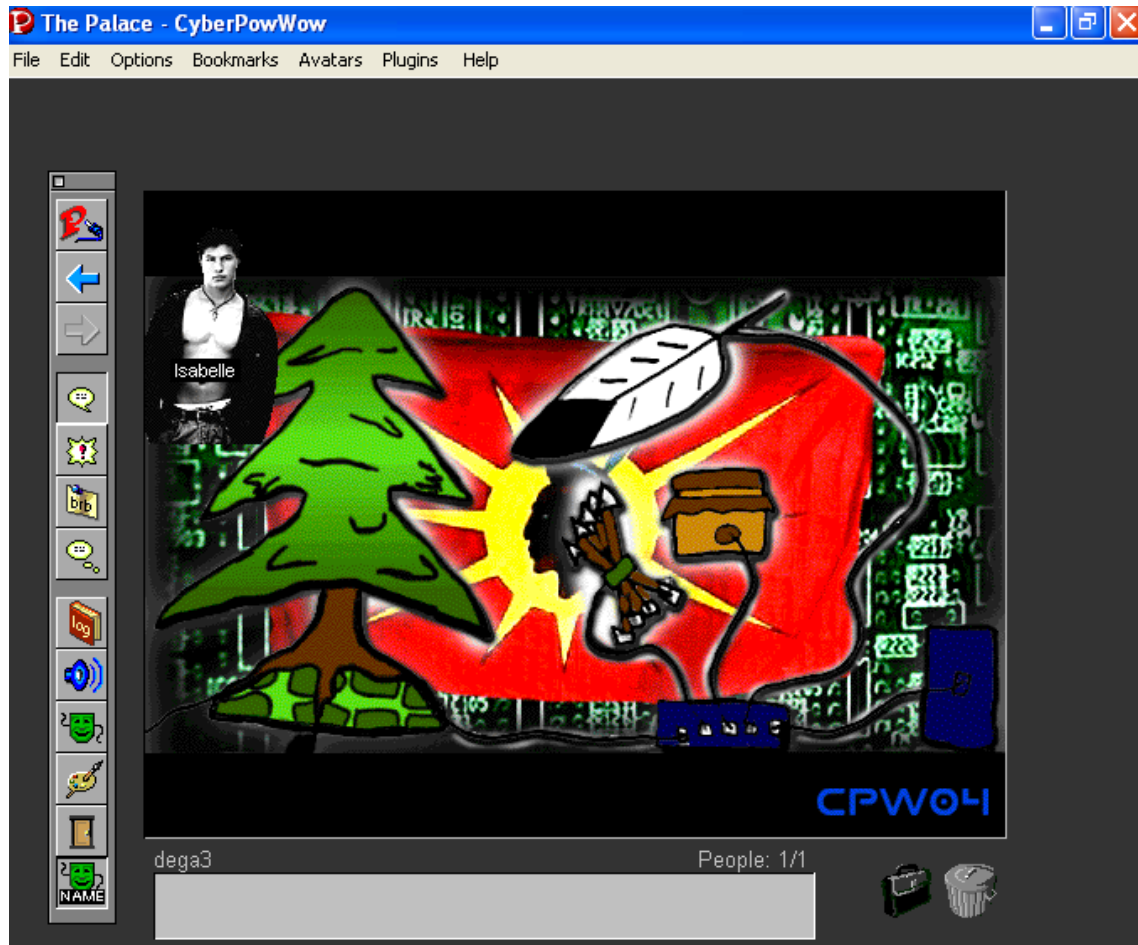 The Palace - CyberPowWow
File Edit Options Bookmarks Avatars Plugins Help
brb
log
NAME
Isabelle
CPW04
dega3
People: 1/1